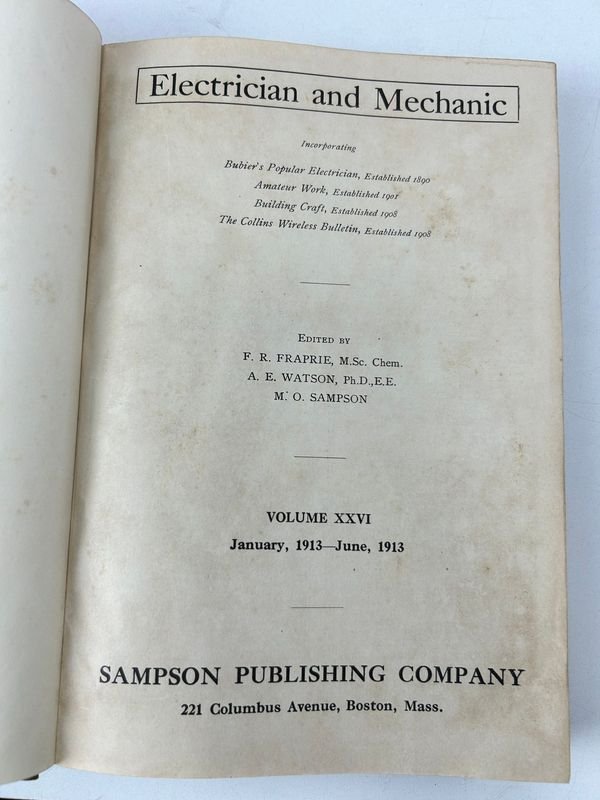 Electrician and Mechanic
Incorporating
Bubier's Popular Electrician, Established 1890
Amateur Work, Established 1901
Building Craft, Established 1908
The Collins Wireless Bulletin, Established 1908
EDITED BY
F. R. FRAPRIE, M.Sc. Chem.
A. E. WATSON, Ph.D., E.E.
M. O. SAMPSON
VOLUME XXVI
January, 1913—June, 1913
SAMPSON PUBLISHING COMPANY
221 Columbus Avenue, Boston, Mass.